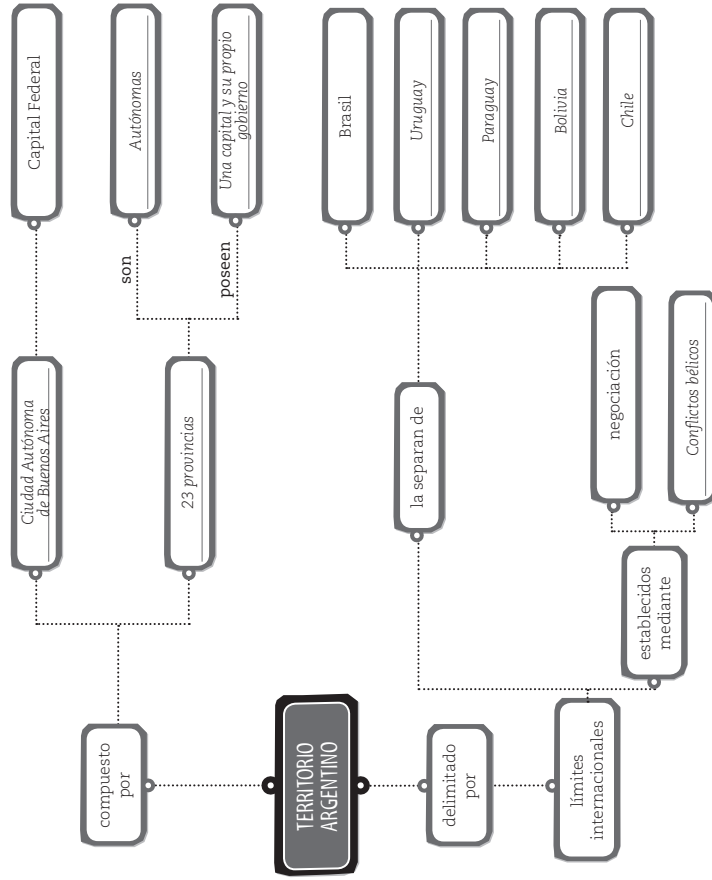 TERRITORIO
ARGENTINO
compuesto
por
Ciudad Autónoma
de Buenos Aires
Capital Federal
23 provincias
son
Autónomas
poseen
Una capital y su propio
gobierno
delimitado
por
límites
internacionales
la separan de
Brasil
Uruguay
Paraguay
Bolivia
Chile
establecidos
mediante
negociación
Conflictos bélicos